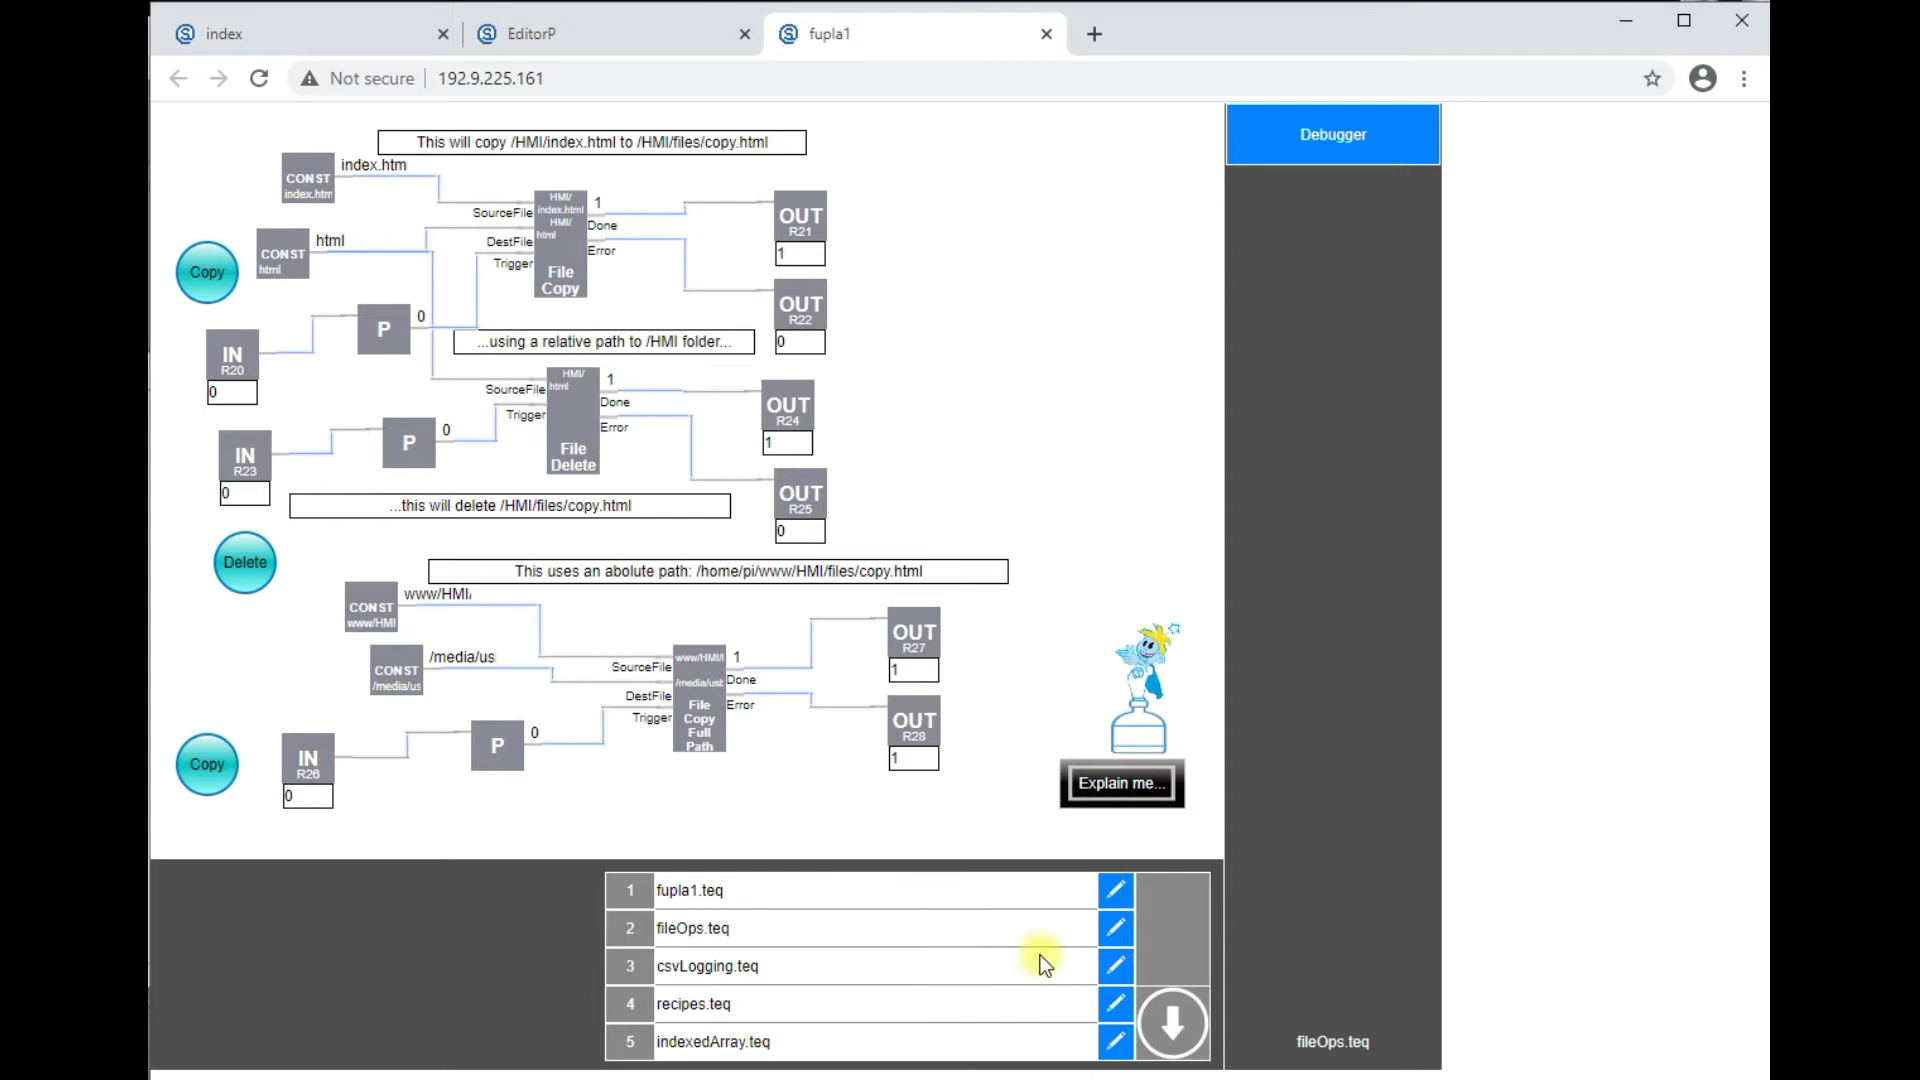 index
EditorP
fupla1
Not secure
192.9.225.161
Debugger
This will copy /HMI/index.html to /HMI/files/copy.html
CONST
index.htm
index.htm
SourceFile
HMI/
index.html
HMI/
html
1
Done
DestFile
Error
Trigger
File
Copy
OUT
R21
1
CONST
html
html
Copy
OUT
R22
0
P
0
IN
R20
0
...using a relative path to /HMI folder...
SourceFile
HMI/
html
1
Done
Trigger
Error
File
Delete
OUT
R24
1
P
0
IN
R23
0
OUT
R25
0
...this will delete /HMI/files/copy.html
Delete
This uses an abolute path: /home/pi/www/HMI/files/copy.html
CONST
www/HMI
www/HMI/
CONST
/media/us
/media/us
SourceFile
1
Done
DestFile
Error
Trigger
File
Copy
Full
Path
OUT
R27
1
OUT
R28
1
P
0
Copy
IN
R26
0
Explain me...
1 fupla1.teq
2 fileOps.teq
3 csvLogging.teq
4 recipes.teq
5 indexedArray.teq
fileOps.teq